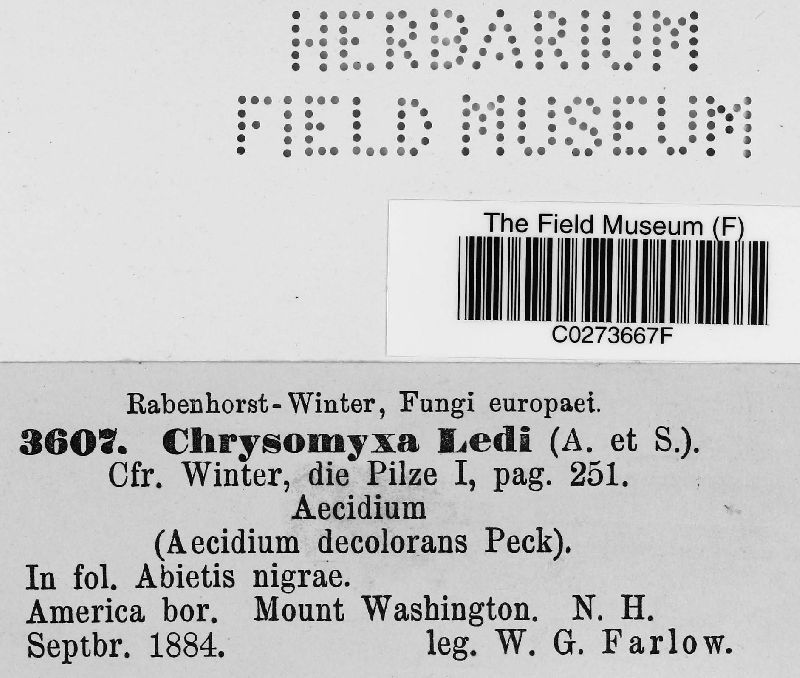 HERBARIUM
FIELD MUSEUM
The Field Museum (F)
C0273667F
Rabenhorst-Winter, Fungi europaei.
3607. Chrysomyxa Ledi (A. et S.).
Cfr. Winter, die Pilze I, pag. 251.
Aecidium
(Aecidium decolorans Peck).
In fol. Abietis nigrae.
America bor. Mount Washington. N. H.
Septbr. 1884. leg. W. G. Farlow.